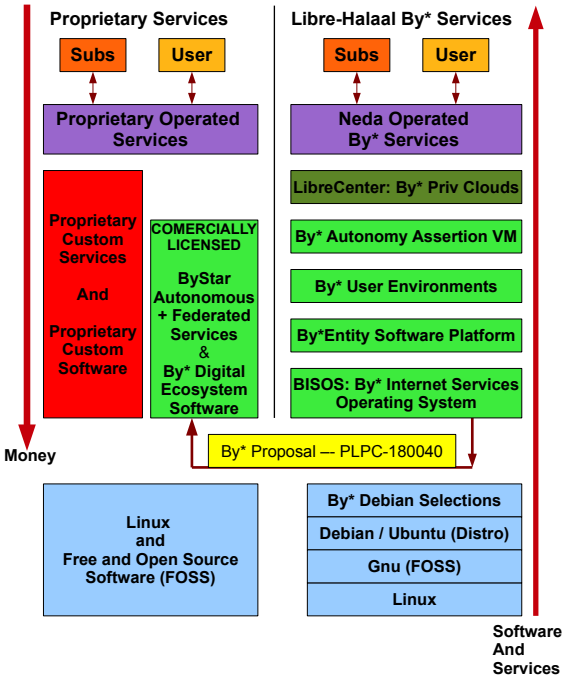 Proprietary Services
Subs
User
Proprietary Operated
Services
Proprietary
Custom
Services
And
Proprietary
Custom
Software
COMERCIALLY
LICENSED
ByStar
Autonomous
+ Federated
Services
&
By* Digital
Ecosystem
Software
Libre-Halaal By* Services
Subs
User
Neda Operated
By* Services
LibreCenter: By* Priv Clouds
By* Autonomy Assertion VM
By* User Environments
By*Entity Software Platform
BISOS: By* Internet Services
Operating System
Money
By* Proposal –- PLPC-180040
Linux
and
Free and Open Source
Software (FOSS)
By* Debian Selections
Debian / Ubuntu (Distro)
Gnu (FOSS)
Linux
Software
And
Services